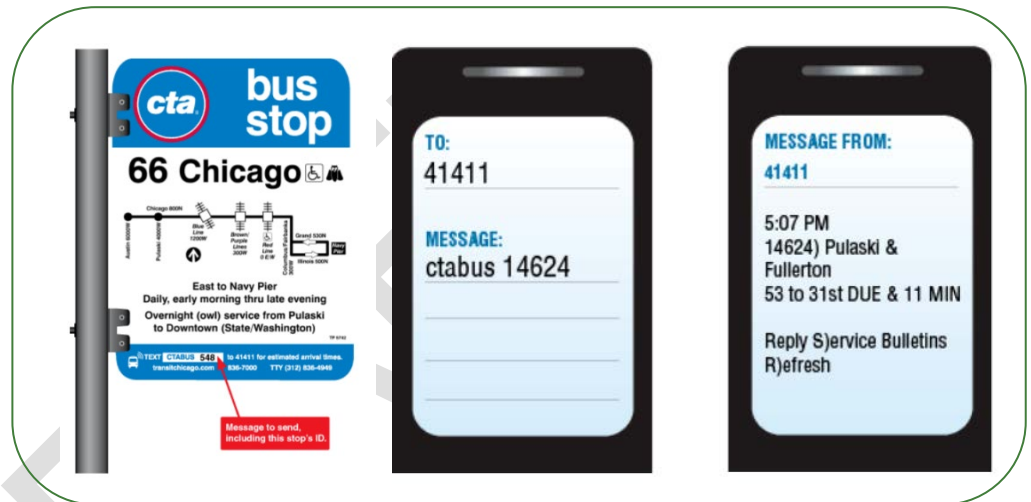 cta
bus
stop
66 Chicago
Chicago 800N
Austin 6000W
Pulaski 4000W
Blue
Line
1200W
Brown/
Purple
Lines
300W
Red
Line
0 E/W
Columbus/Fairbanks
300W
Grand 530N
Illinois 500N
Navy
Pier
East to Navy Pier
Daily, early morning thru late evening
Overnight (owl) service from Pulaski
to Downtown (State/Washington)
TEXT CTABUS 548 to 41411 for estimated arrival times.
transitchicago.com 836-7000 TTY (312) 836-4949
Message to send,
including this stop's ID.
TO:
41411
MESSAGE:
ctabus 14624
MESSAGE FROM:
41411
5:07 PM
14624) Pulaski &
Fullerton
53 to 31st DUE & 11 MIN
Reply S)ervice Bulletins
R)efresh